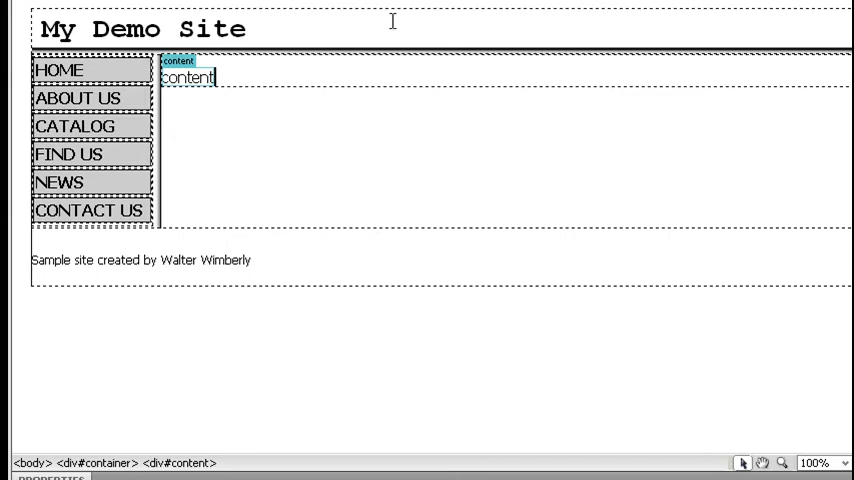 My Demo Site
HOME
content
content
ABOUT US
CATALOG
FIND US
NEWS
CONTACT US
Sample site created by Walter Wimberly
<body> <div#container> <div#content>
100%
PROPERTIES